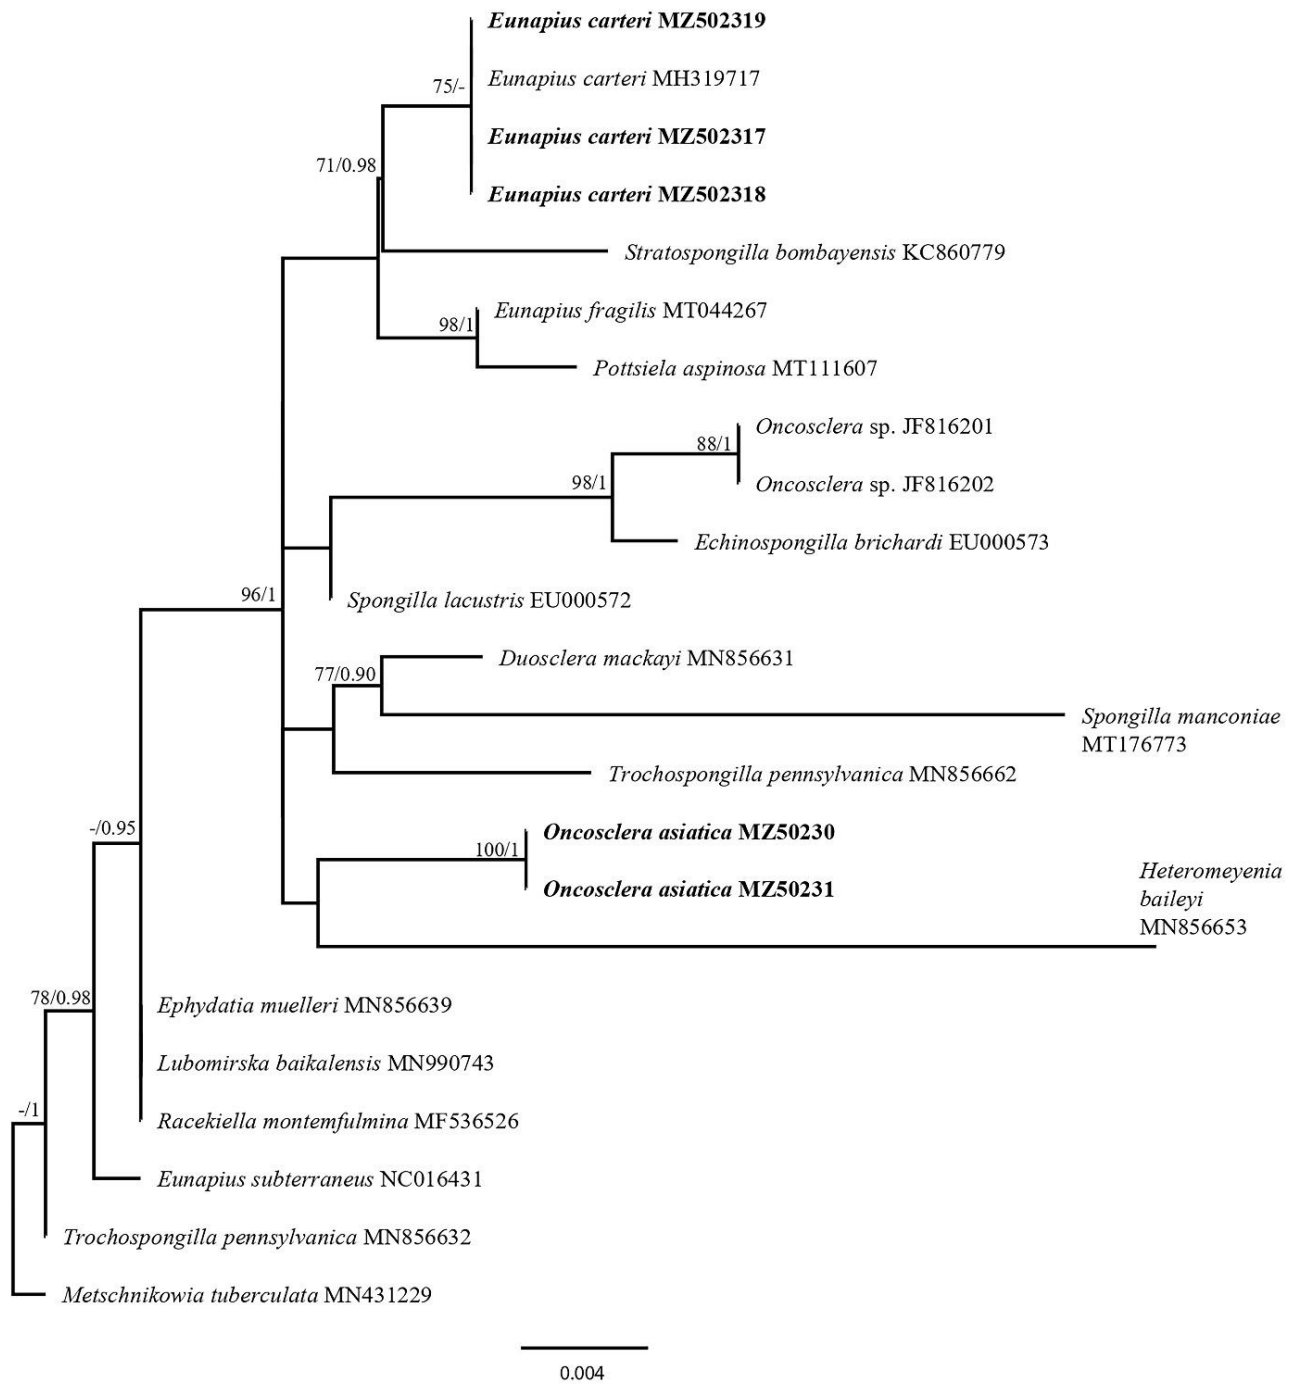 Eunapius carteri MZ502319
Eunapius carteri MH319717
75/-
Eunapius carteri MZ502317
71/0.98
Eunapius carteri MZ502318
Stratospongilla bombayensis KC860779
Eunapius fragilis MT044267
98/1
Pottsiela aspinosa MT111607
Oncosclera sp. JF816201
88/1
98/1
Oncosclera sp. JF816202
Echinospongilla brichardi EU000573
96/1
Spongilla lacustris EU000572
Duosclera mackayi MN856631
77/0.90
Spongilla manconiae
MT176773
Trochospongilla pennsylvanica MN856662
-/0.95
Oncosclera asiatica MZ50230
100/1
Oncosclera asiatica MZ50231
Heteromeyenia
baileyi
MN856653
78/0.98
Ephydatia muelleri MN856639
Lubomirska baikalensis MN990743
-/1
Racekiella montemfulmina MF536526
Eunapius subterraneus NC016431
Trochospongilla pennsylvanica MN856632
Metschnikowia tuberculata MN431229
0.004